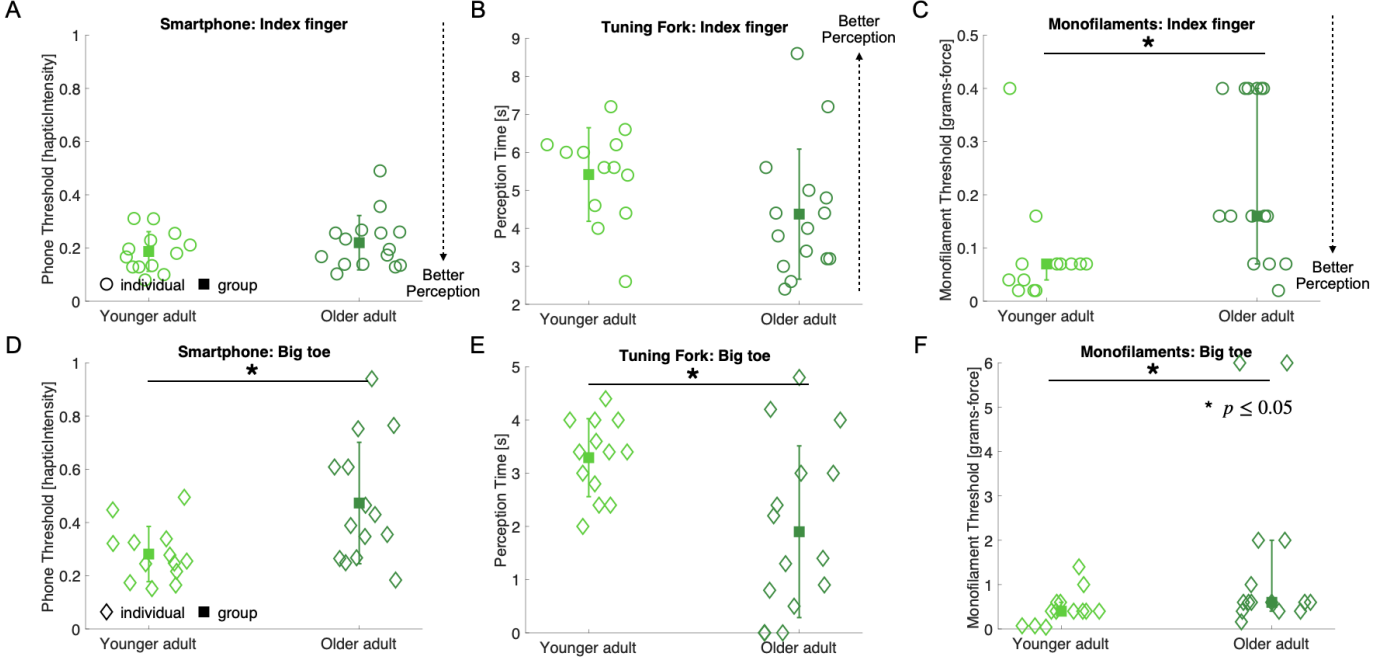 A
Smartphone: Index finger
Phone Threshold [hapticIntensity]
1
0.8
0.6
0.4
0.2
0
individual
group
Younger adult
Older adult
Better
Perception
B
Tuning Fork: Index finger
Perception Time [s]
9
8
7
6
5
4
3
2
Younger adult
Older adult
Better
Perception
C
Monofilaments: Index finger
Monofilament Threshold [grams-force]
0.5
0.4
0.3
0.2
0.1
0
*
Younger adult
Older adult
Better
Perception
D
Smartphone: Big toe
Phone Threshold [hapticIntensity]
1
0.8
0.6
0.4
0.2
0
*
individual
group
Younger adult
Older adult
E
Tuning Fork: Big toe
Perception Time [s]
5
4
3
2
1
0
*
Younger adult
Older adult
F
Monofilaments: Big toe
Monofilament Threshold [grams-force]
6
5
4
3
2
1
0
*
* p ≤ 0.05
Younger adult
Older adult